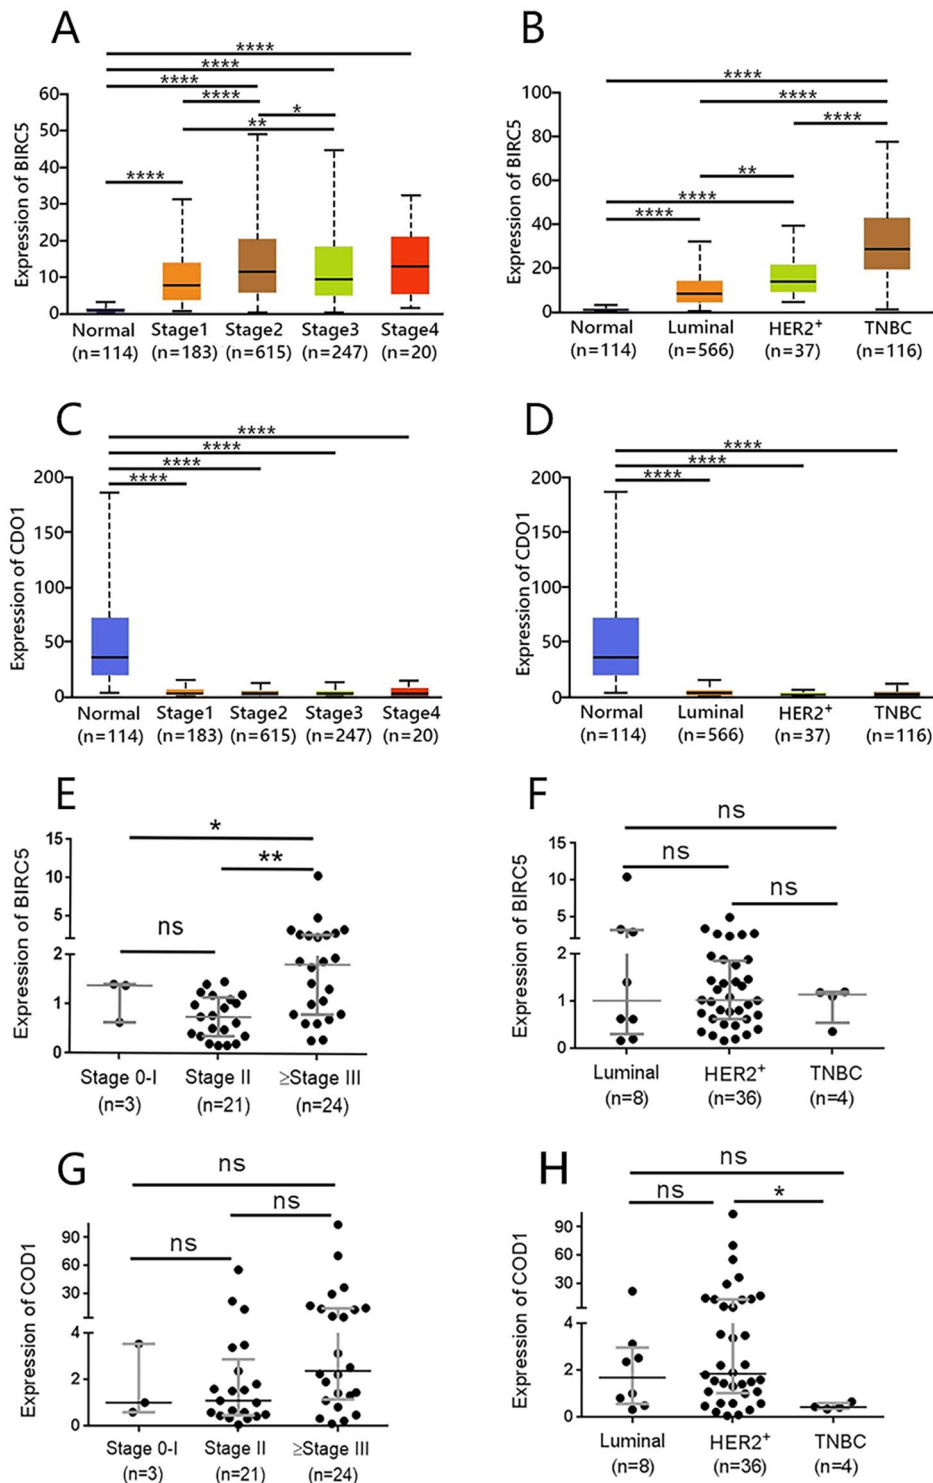 A
****
****
****
****
*
**
****
Expression of BIRC5
60
50
40
30
20
10
0
Normal Stage1 Stage2 Stage3 Stage4
(n=114) (n=183) (n=615) (n=247) (n=20)
B
****
****
****
**
****
****
Expression of BIRC5
100
80
60
40
20
0
Normal Luminal HER2+ TNBC
(n=114) (n=566) (n=37) (n=116)
C
****
****
****
****
Expression of CDO1
200
150
100
50
0
Normal Stage1 Stage2 Stage3 Stage4
(n=114) (n=183) (n=615) (n=247) (n=20)
D
****
****
****
Expression of CDO1
200
150
100
50
0
Normal Luminal HER2+ TNBC
(n=114) (n=566) (n=37) (n=116)
E
*
**
ns
Expression of BIRC5
15
10
5
2
1
0
Stage 0-I Stage II ≥Stage III
(n=3) (n=21) (n=24)
F
ns
ns
ns
Expression of BIRC5
15
10
5
2
1
0
Luminal HER2+ TNBC
(n=8) (n=36) (n=4)
G
ns
ns
ns
Expression of COD1
90
60
30
4
2
0
Stage 0-I Stage II ≥Stage III
(n=3) (n=21) (n=24)
H
ns
ns
*
Expression of COD1
90
60
30
4
2
0
Luminal HER2+ TNBC
(n=8) (n=36) (n=4)